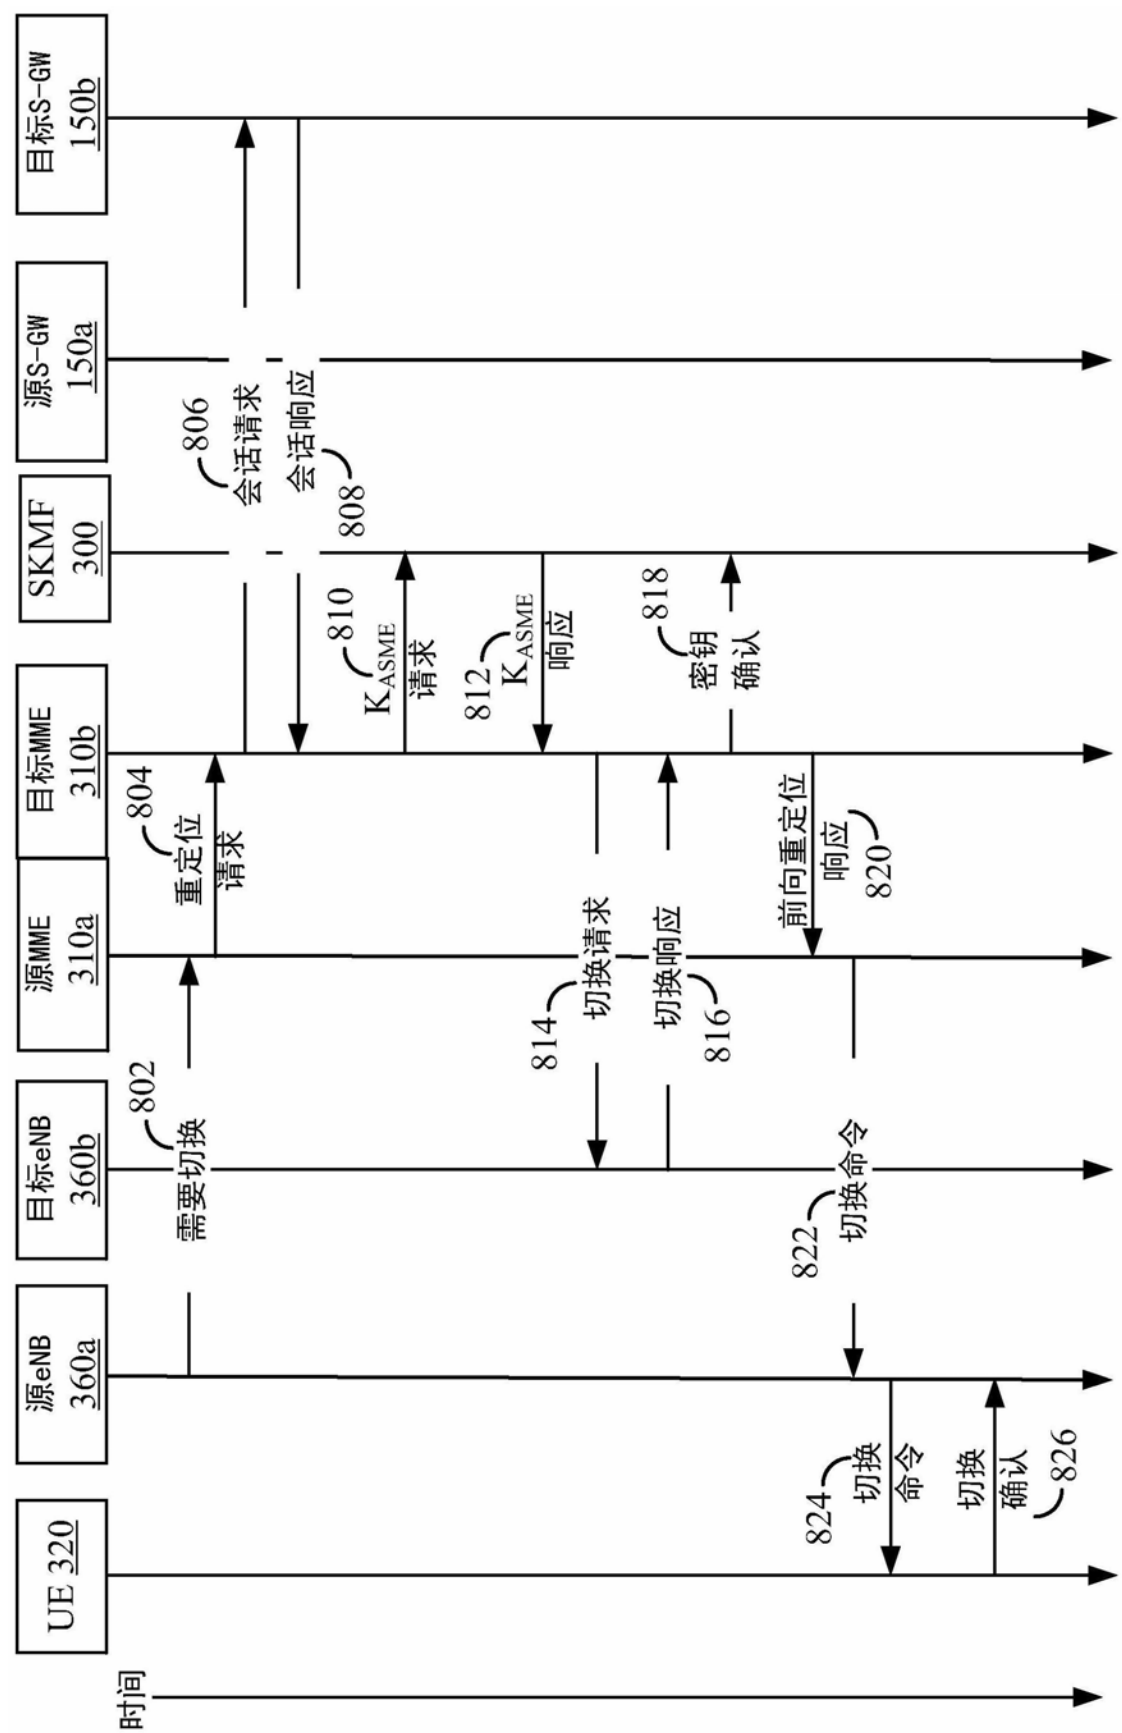 时间
UE 320
源eNB
360a
目标eNB
360b
源MME
310a
目标MME
310b
SKMF
300
源S-GW
150a
目标S-GW
150b
802
需要切换
804
重定位
请求
806
会话请求
会话响应
808
810
KASME
请求
812
KASME
响应
814
切换请求
切换响应
816
818
密钥
确认
前向重定位
响应
820
822
切换命令
824
切换
命令
切换
确认
826